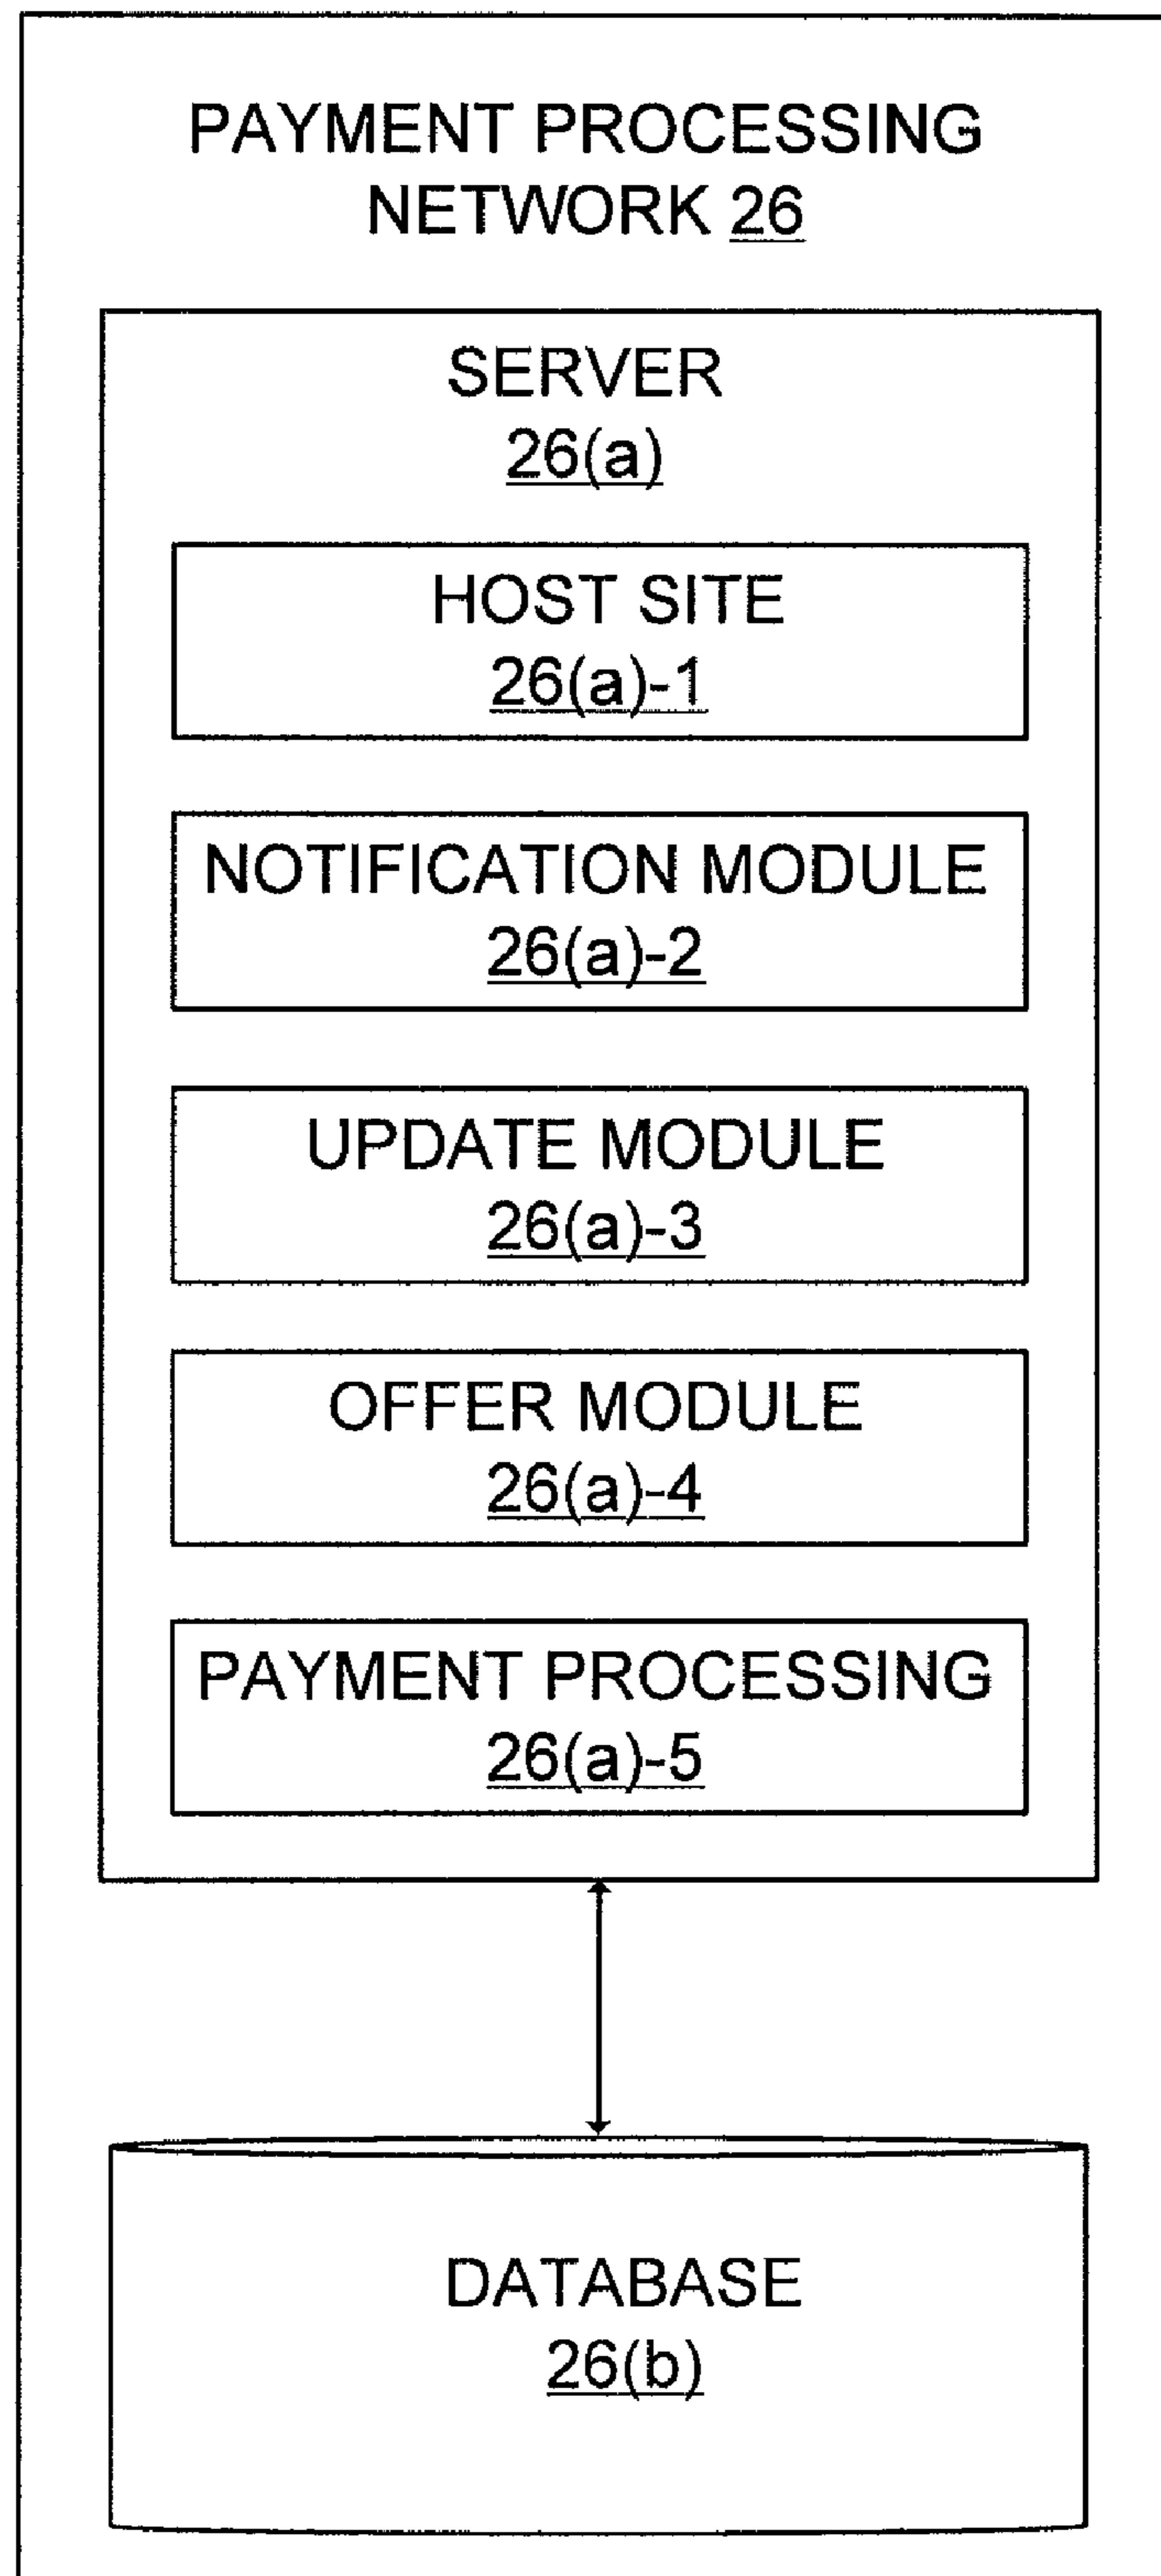 PAYMENT PROCESSING
NETWORK 26
SERVER
26(a)
HOST SITE
26(a)-1
NOTIFICATION MODULE
26(a)-2
UPDATE MODULE
26(a)-3
OFFER MODULE
26(a)-4
PAYMENT PROCESSING
26(a)-5
DATABASE
26(b)